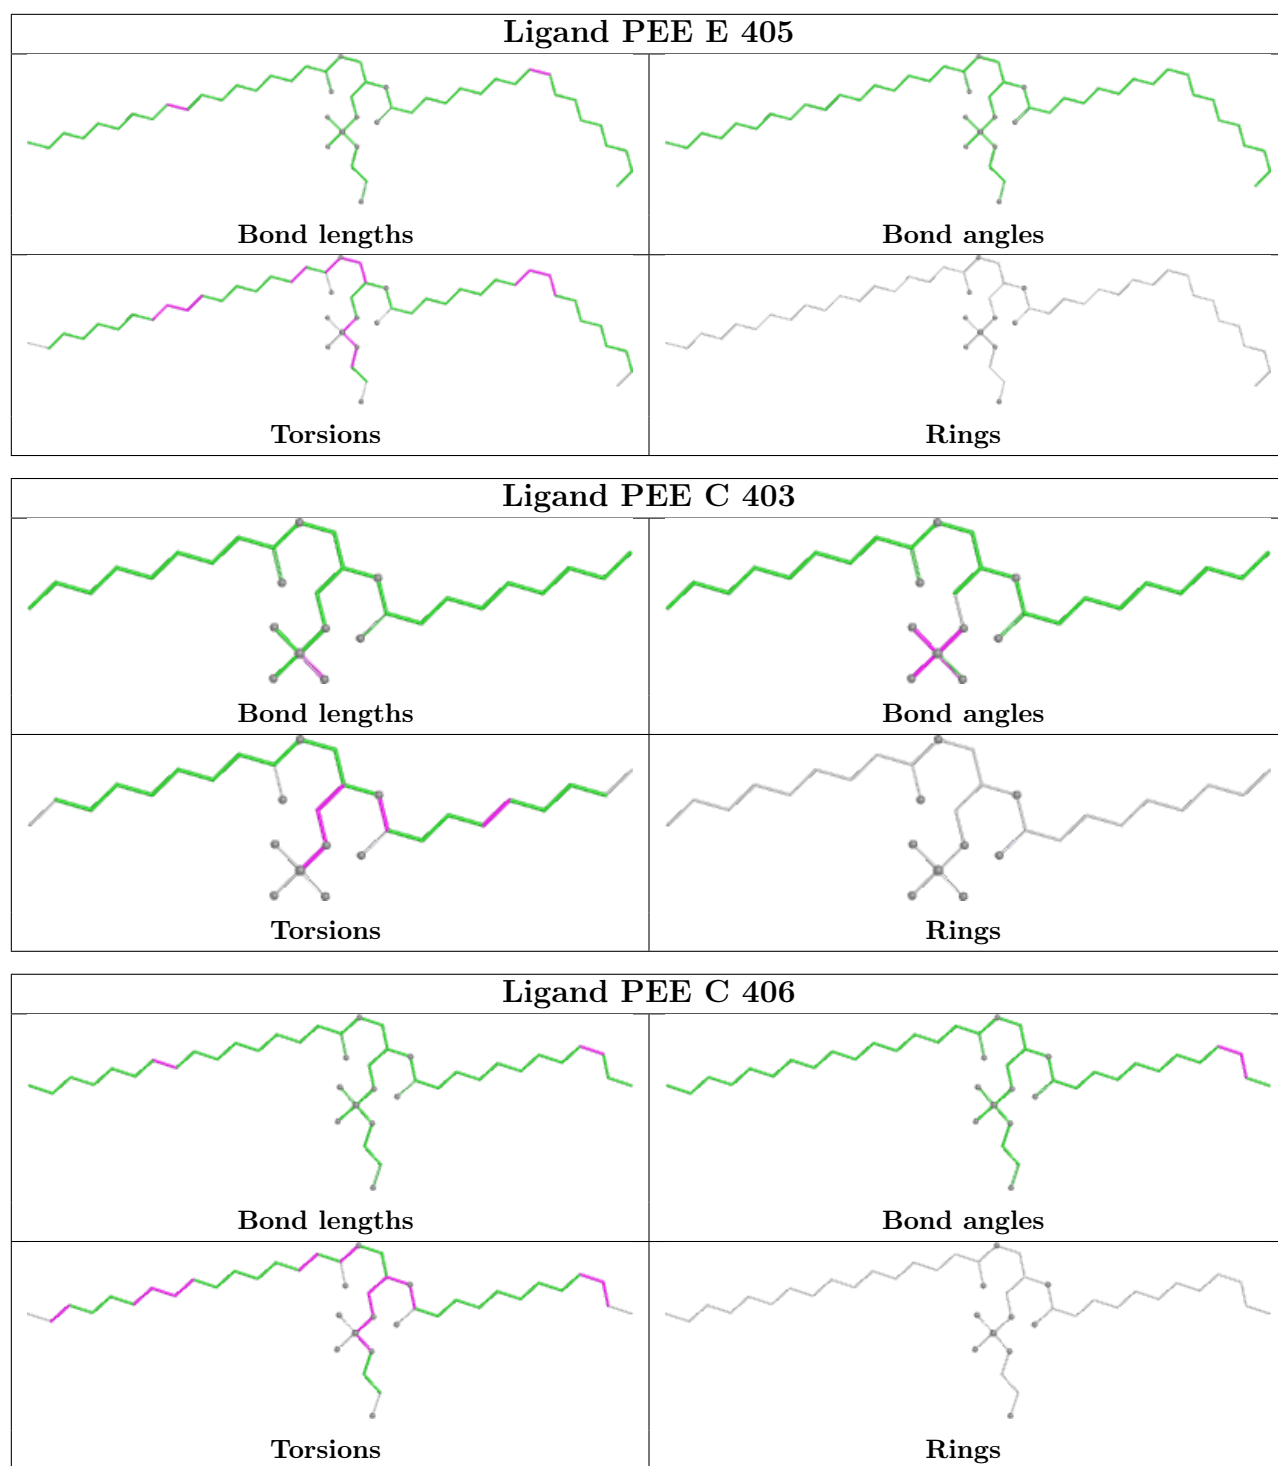 Ligand PEE E 405
Bond lengths
Bond angles
Torsions
Rings
Ligand PEE C 403
Bond lengths
Bond angles
Torsions
Rings
Ligand PEE C 406
Bond lengths
Bond angles
Torsions
Rings